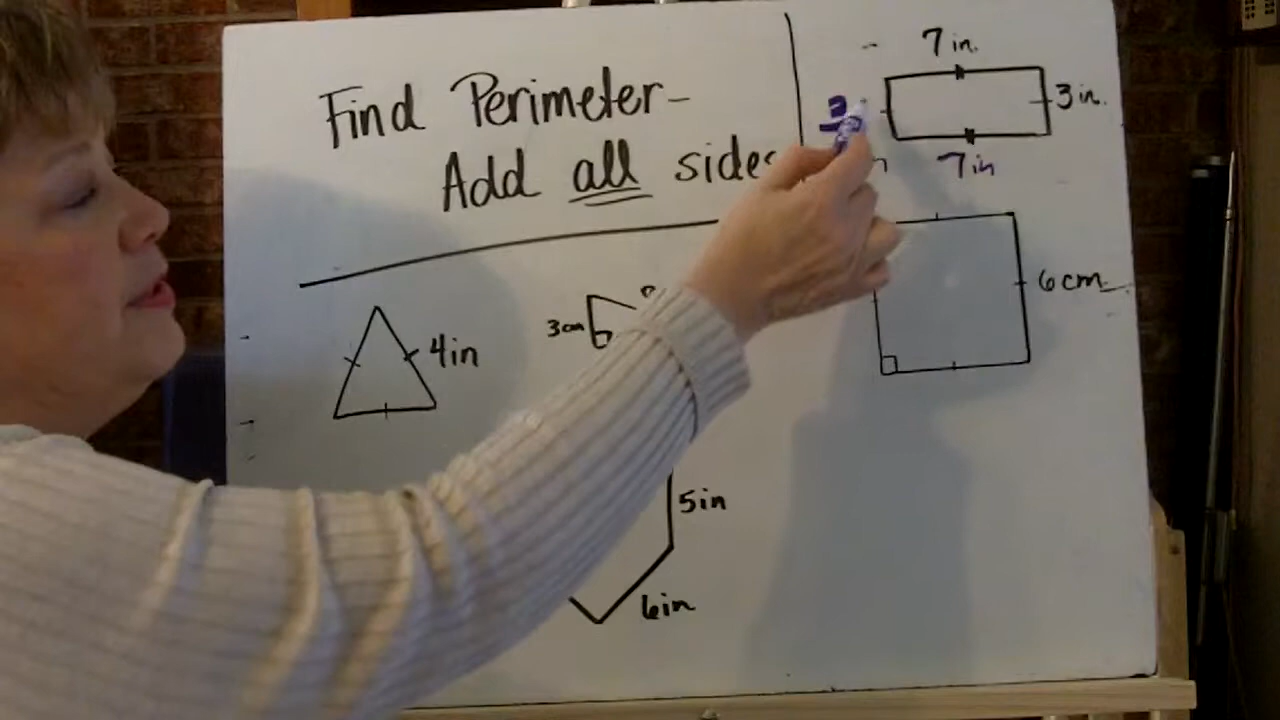 Find Perimeter-
Add all sides
7 in.
3 in.
7 in
4in
3cm
6 cm
5in
6in